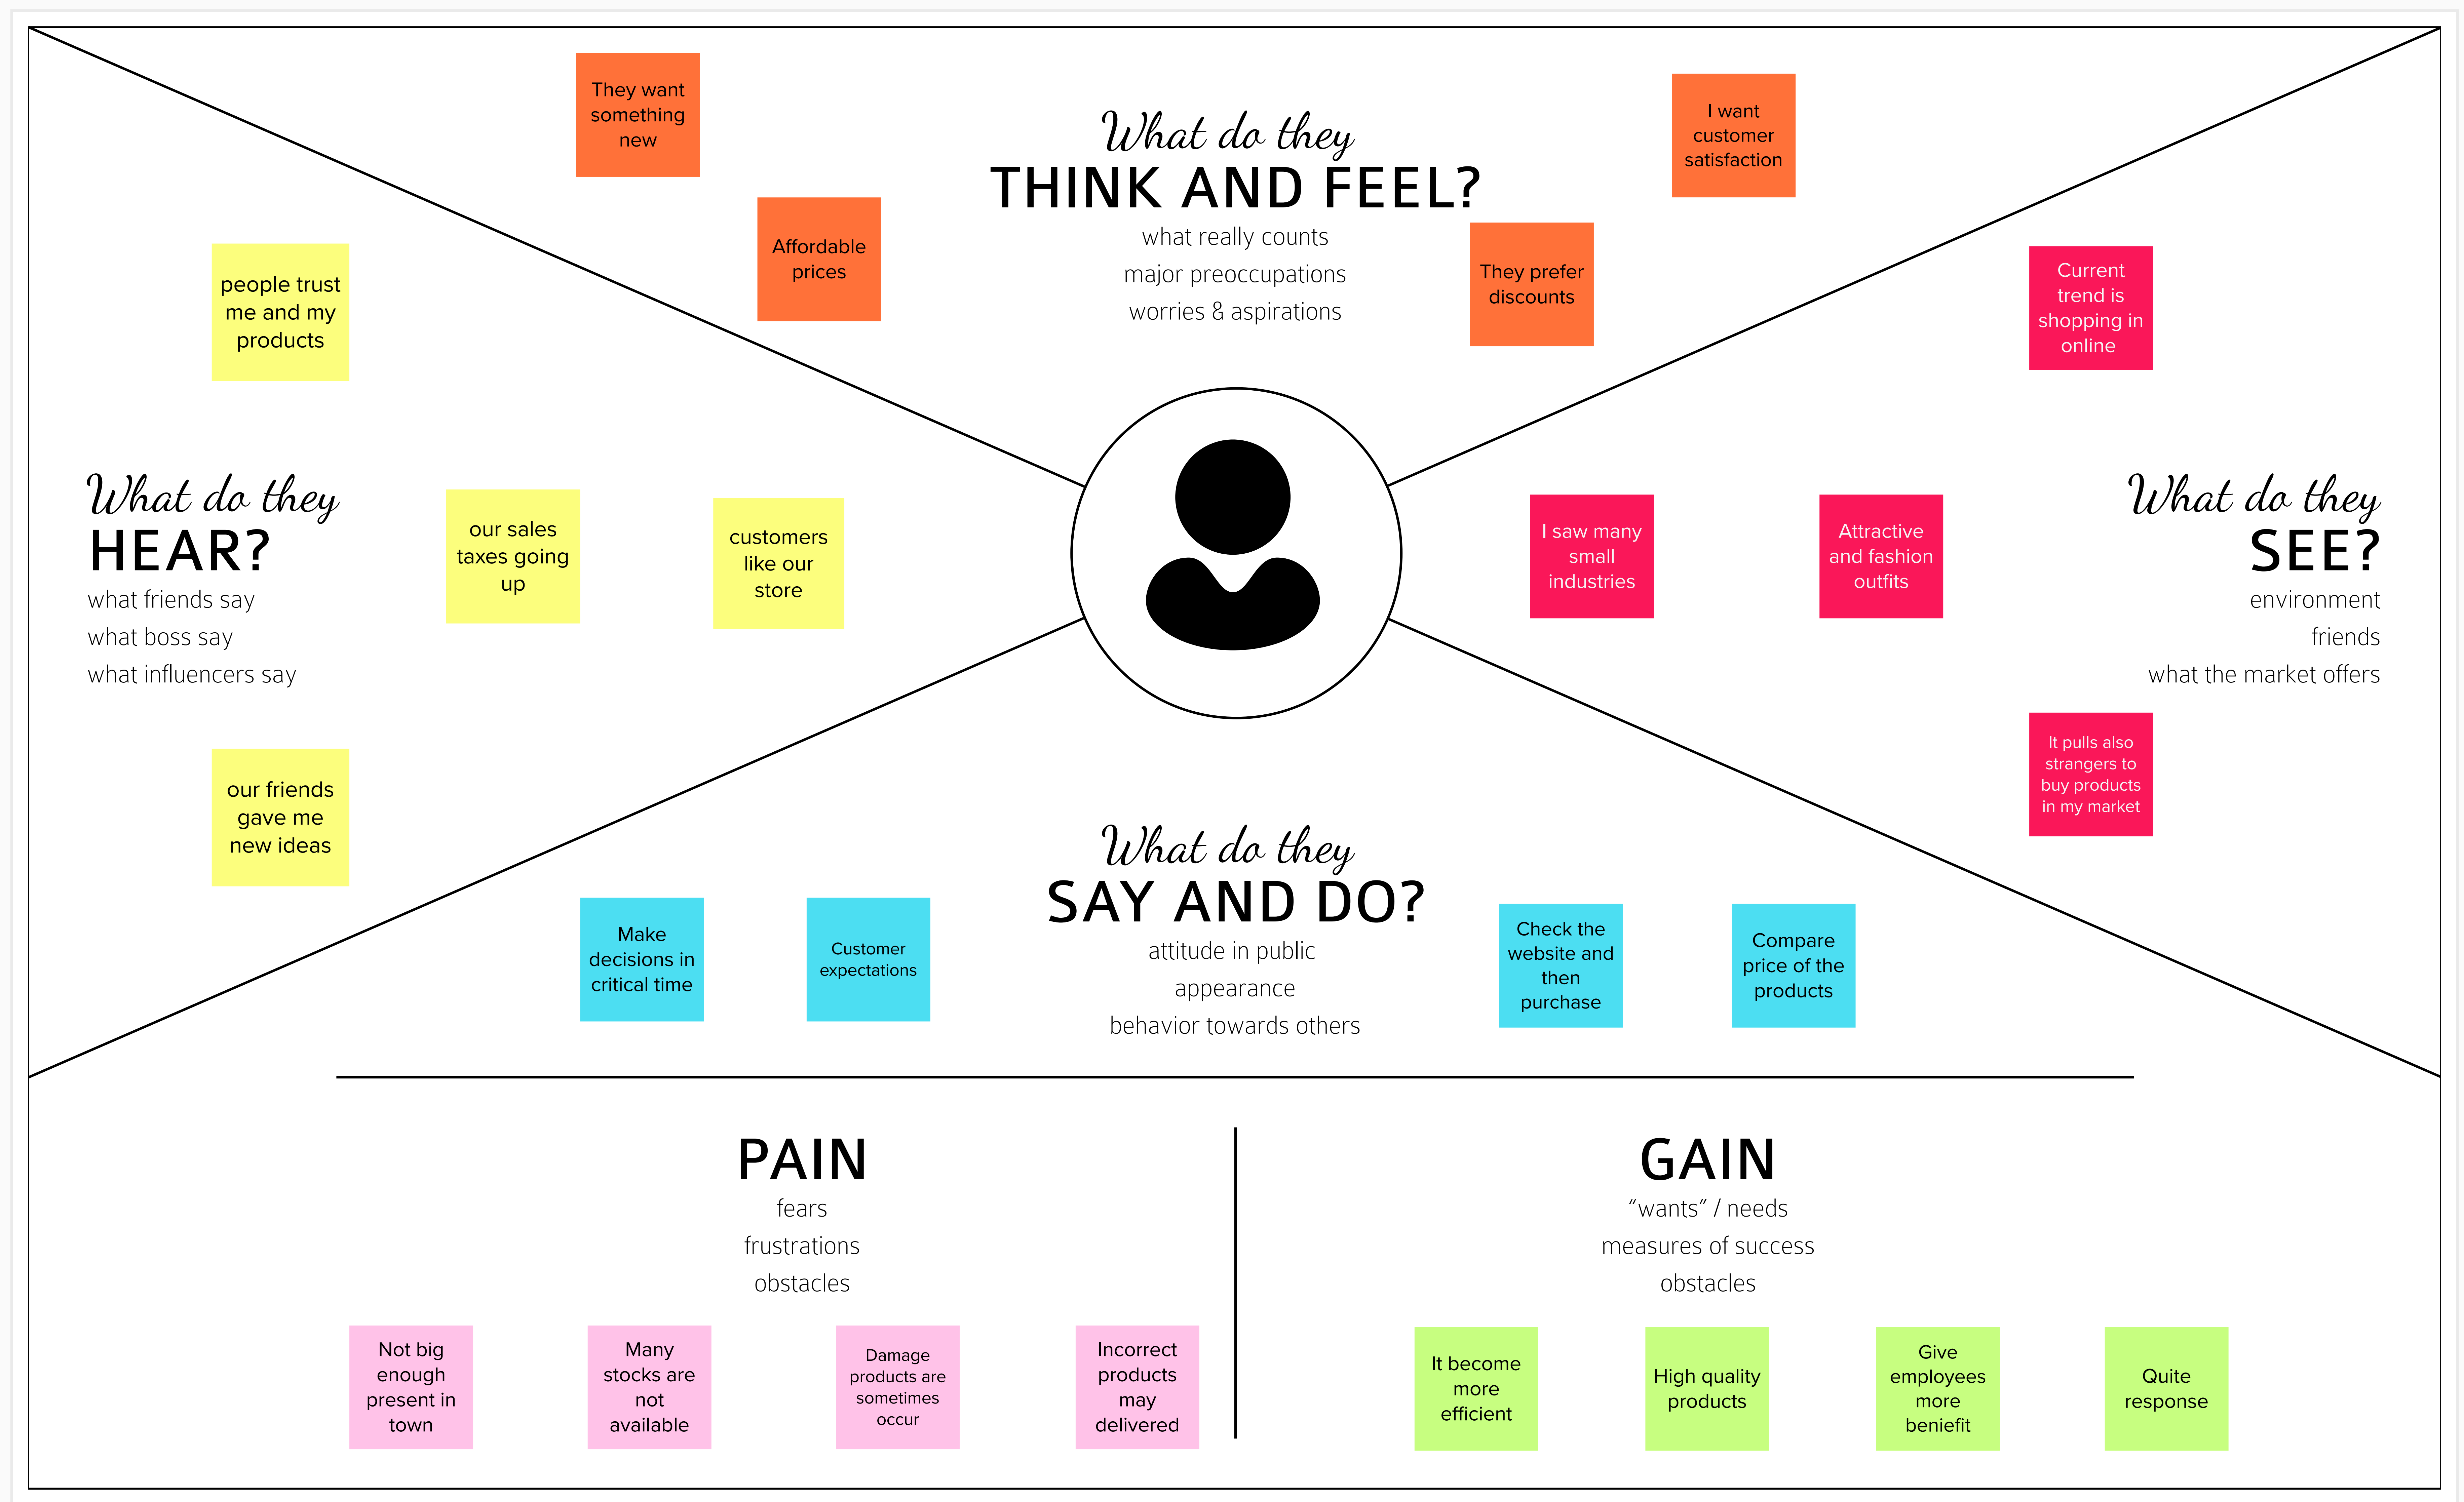 They want
something
new
Affordable
prices
What do they
THINK AND FEEL?
what really counts
major preoccupations
worries & aspirations
I want
customer
satisfaction
They prefer
discounts
people trust
me and my
products
What do they
HEAR?
what friends say
what boss say
what influencers say
our sales
taxes going
up
customers
like our
store
our friends
gave me
new ideas
Current
trend is
shopping in
online
I saw many
small
industries
Attractive
and fashion
outfits
What do they
SEE?
environment
friends
what the market offers
It pulls also
strangers to
buy products
in my market
Make
decisions in
critical time
Customer
expectations
What do they
SAY AND DO?
attitude in public
appearance
behavior towards others
Check the
website and
then
purchase
Compare
price of the
products
PAIN
fears
frustrations
obstacles
Not big
enough
present in
town
Many
stocks are
not
available
Damage
products are
sometimes
occur
Incorrect
products
may
delivered
GAIN
“wants” / needs
measures of success
obstacles
It become
more
efficient
High quality
products
Give
employees
more
beniefit
Quite
response